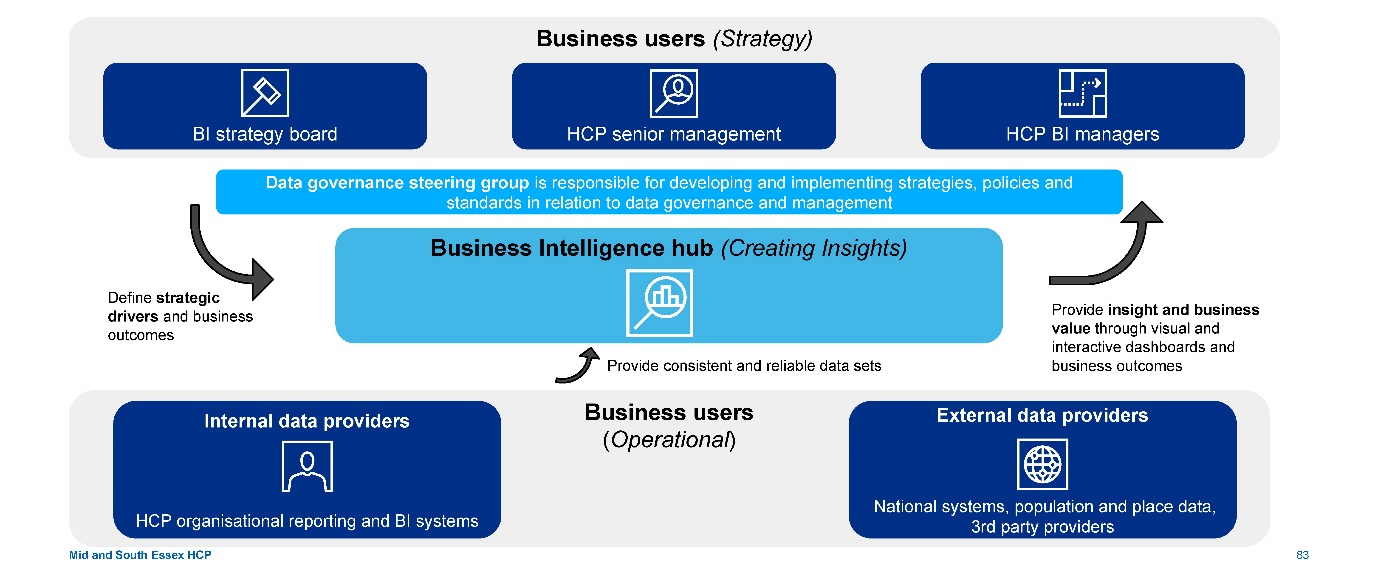 Business users (Strategy)
BI strategy board
HCP senior management
HCP BI managers
Data governance steering group is responsible for developing and implementing strategies, policies and
standards in relation to data governance and management
Business Intelligence hub (Creating Insights)
Define strategic
drivers and business
outcomes
Provide insight and business
value through visual and
interactive dashboards and
business outcomes
Provide consistent and reliable data sets
Internal data providers
HCP organisational reporting and BI systems
Business users
(Operational)
External data providers
National systems, population and place data,
3rd party providers
Mid and South Essex HCP
83